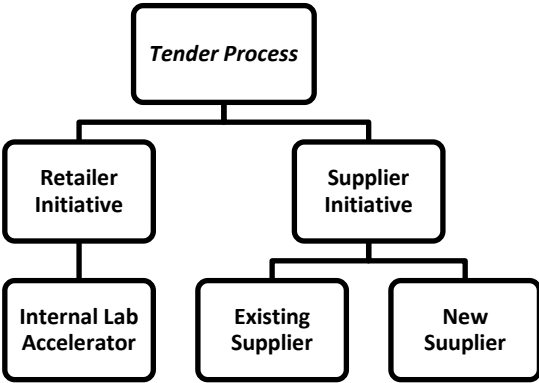 Tender Process
Retailer
Initiative
Supplier
Initiative
Internal Lab
Accelerator
Existing
Supplier
New
Suuplier